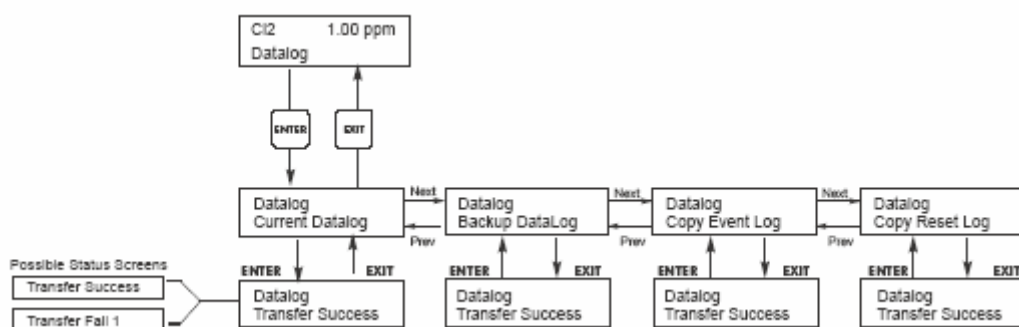 Cl2 1.00 ppm
Datalog
ENTER EXIT
Next Next Next
Datalog
Current Datalog
Datalog
Backup DataLog
Datalog
Copy Event Log
Datalog
Copy Reset Log
Prev Prev Prev
Possible Status Screens
ENTER EXIT ENTER EXIT ENTER EXIT ENTER EXIT
Transfer Success
Transfer Fail 1
Datalog
Transfer Success
Datalog
Transfer Success
Datalog
Transfer Success
Datalog
Transfer Success